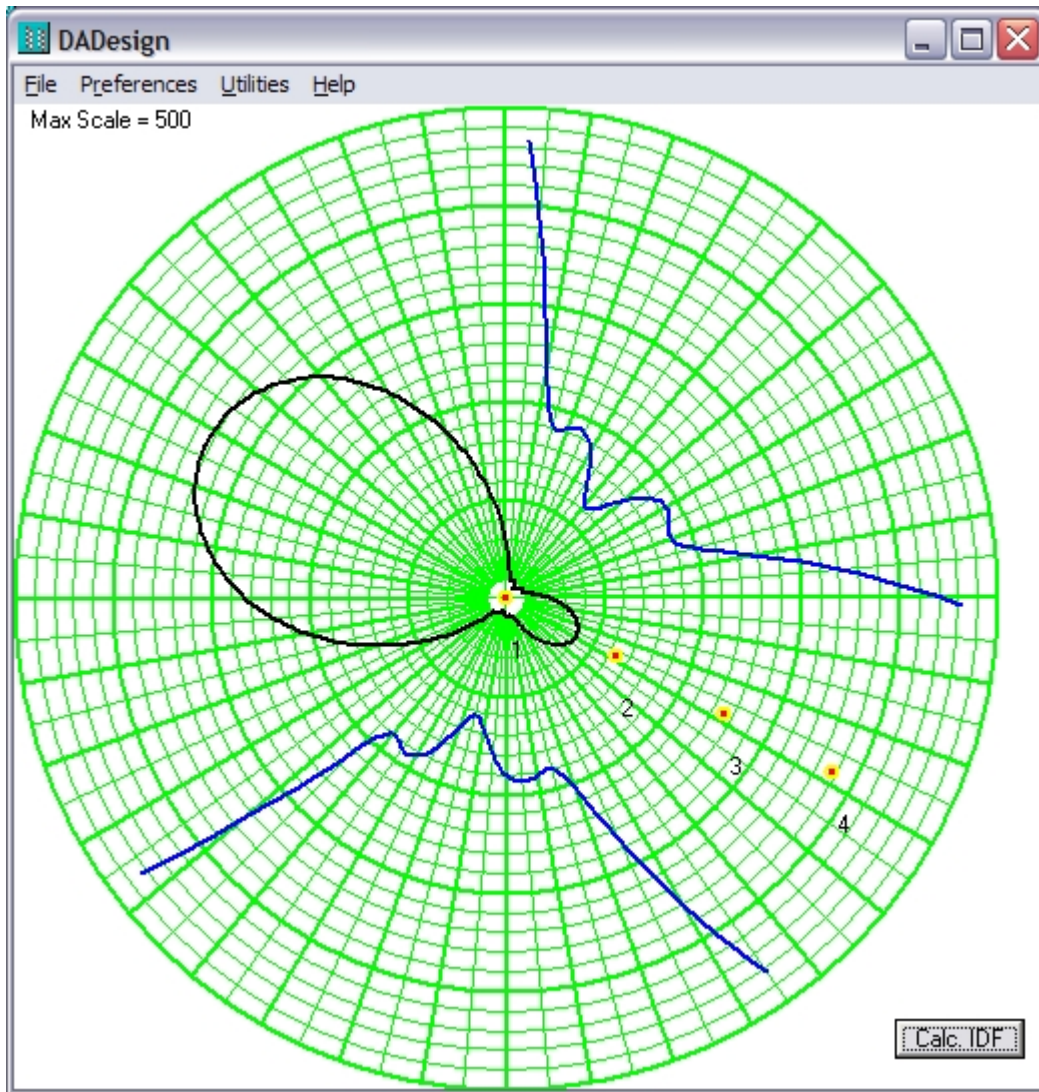 DADesign
File Preferences Utilities Help
Max Scale = 500
1
2
3
4
Calc. IDF